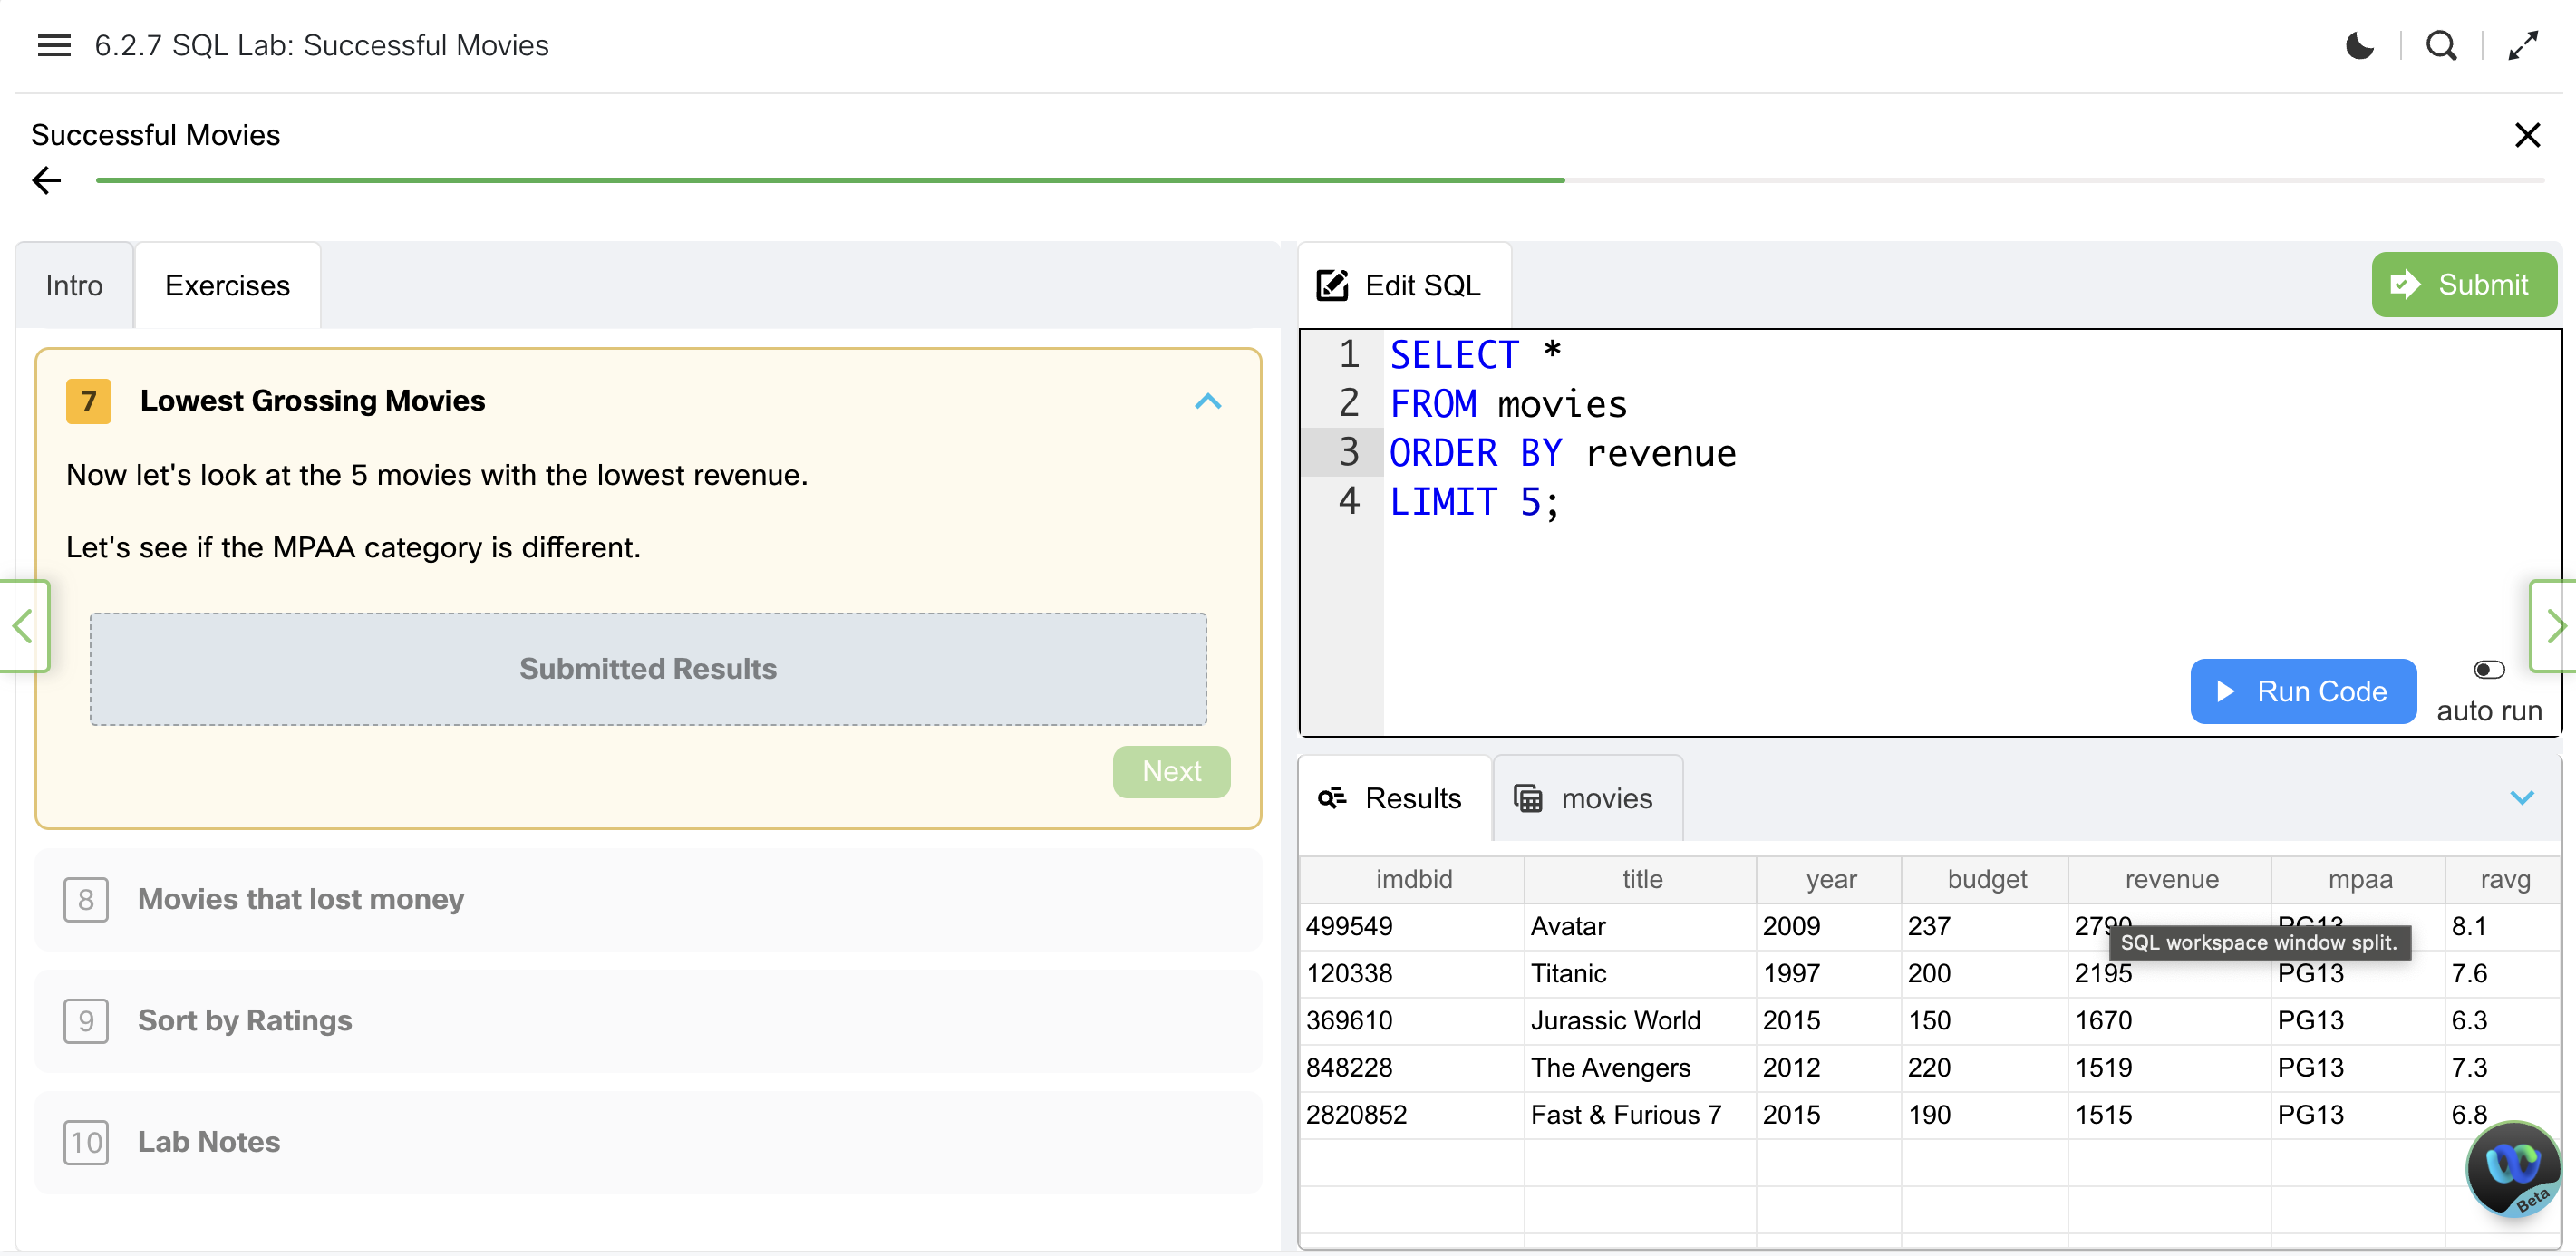 6.2.7 SQL Lab: Successful Movies
Successful Movies
Intro
Exercises
7 Lowest Grossing Movies
Now let's look at the 5 movies with the lowest revenue.
Let's see if the MPAA category is different.
Submitted Results
Next
8 Movies that lost money
9 Sort by Ratings
10 Lab Notes
Edit SQL
Submit
1 SELECT *
2 FROM movies
3 ORDER BY revenue
4 LIMIT 5;
Run Code
auto run
Results
movies
imdbid title year budget revenue mpaa ravg
499549 Avatar 2009 237 2790 PG13 8.1
SQL workspace window split.
120338 Titanic 1997 200 2195 PG13 7.6
369610 Jurassic World 2015 150 1670 PG13 6.3
848228 The Avengers 2012 220 1519 PG13 7.3
2820852 Fast & Furious 7 2015 190 1515 PG13 6.8
Beta